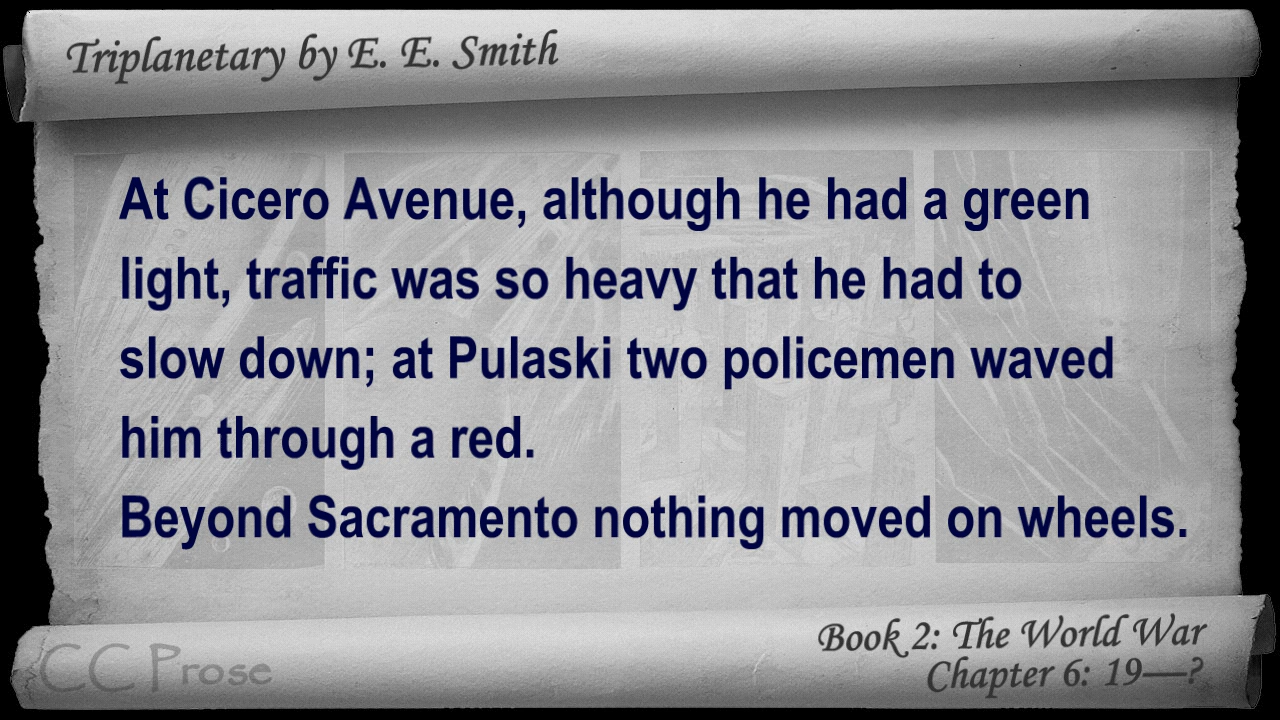 Triplanetary by E. E. Smith
At Cicero Avenue, although he had a green
light, traffic was so heavy that he had to
slow down; at Pulaski two policemen waved
him through a red.
Beyond Sacramento nothing moved on wheels.
Book 2: The World War
Chapter 6: 19—?
CC Prose